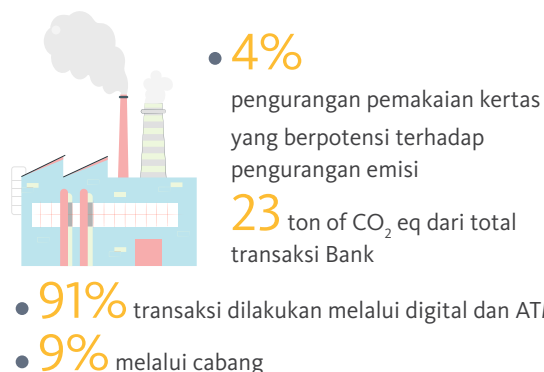 • 4%
pengurangan pemakaian kertas
yang berpotensi terhadap
pengurangan emisi
23 ton of CO₂ eq dari total
transaksi Bank
• 91% transaksi dilakukan melalui digital dan ATM
• 9% melalui cabang